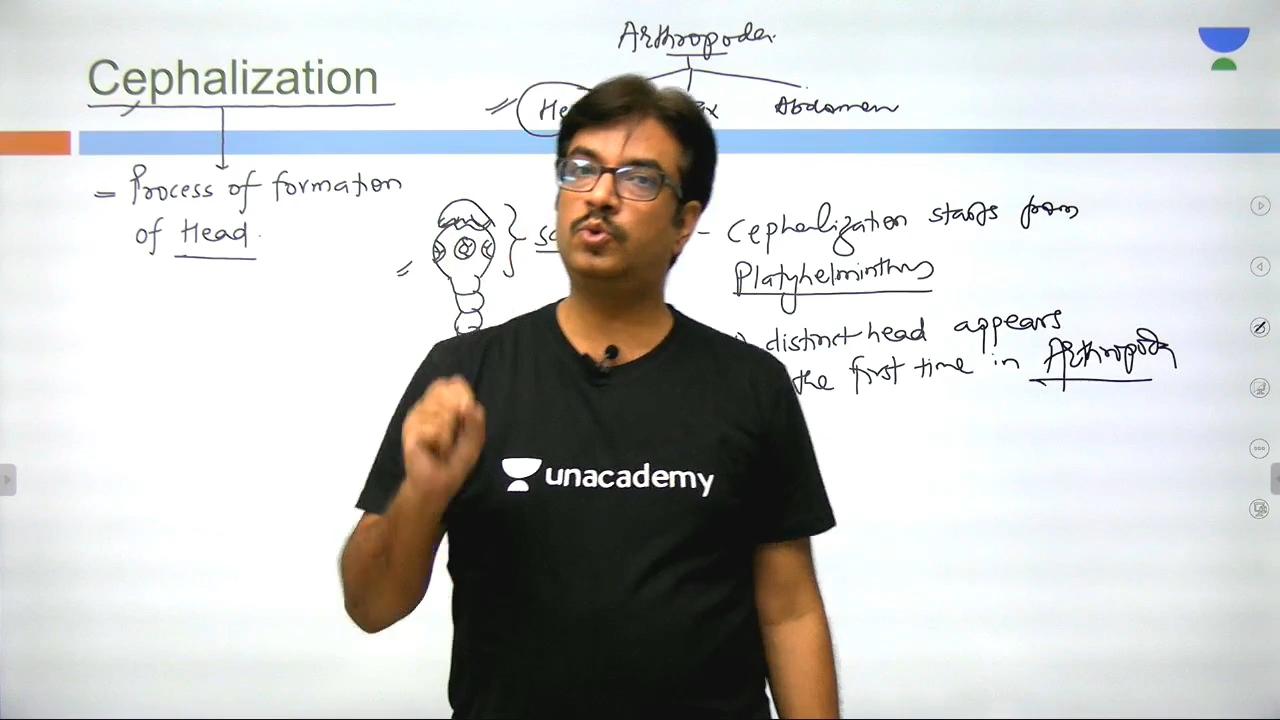 Arthropoda
Cephalization
He
Abdomen
= Process of formation
of Head.
- Cephalization starts from
Platyhelminthes
distinct head appears
the first time in Arthropoda
unacademy